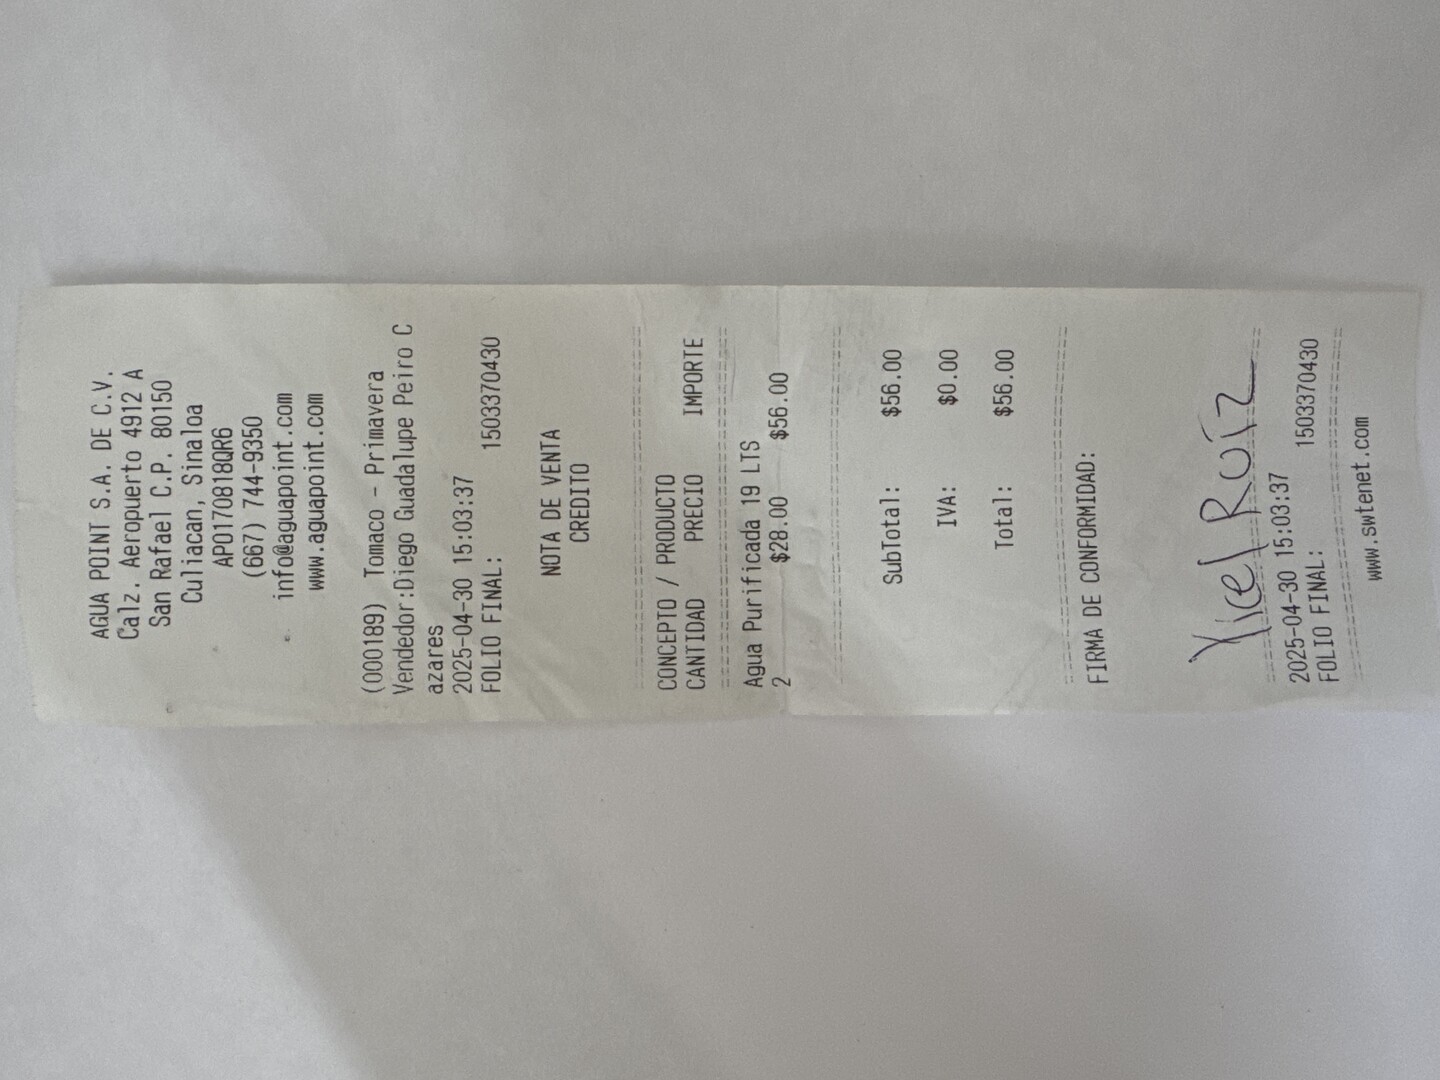 AGUA POINT S.A. DE C.V.
Calz. Aeropuerto 4912 A
San Rafael C.P. 80150
Culiacan, Sinaloa
APO170818QR6
(667) 744-9350
info@aguapoint.com
www.aguapoint.com
(000189) Tomaco - Primavera
Vendedor:Diego Guadalupe Peiro C
azares
2025-04-30 15:03:37
FOLIO FINAL: 1503370430
NOTA DE VENTA
CREDITO
CONCEPTO / PRODUCTO
CANTIDAD PRECIO IMPORTE
Agua Purificada 19 LTS
2 $28.00 $56.00
SubTotal: $56.00
IVA: $0.00
Total: $56.00
FIRMA DE CONFORMIDAD:
Yicel Ruiz
2025-04-30 15:03:37
FOLIO FINAL: 1503370430
www.swtenet.com